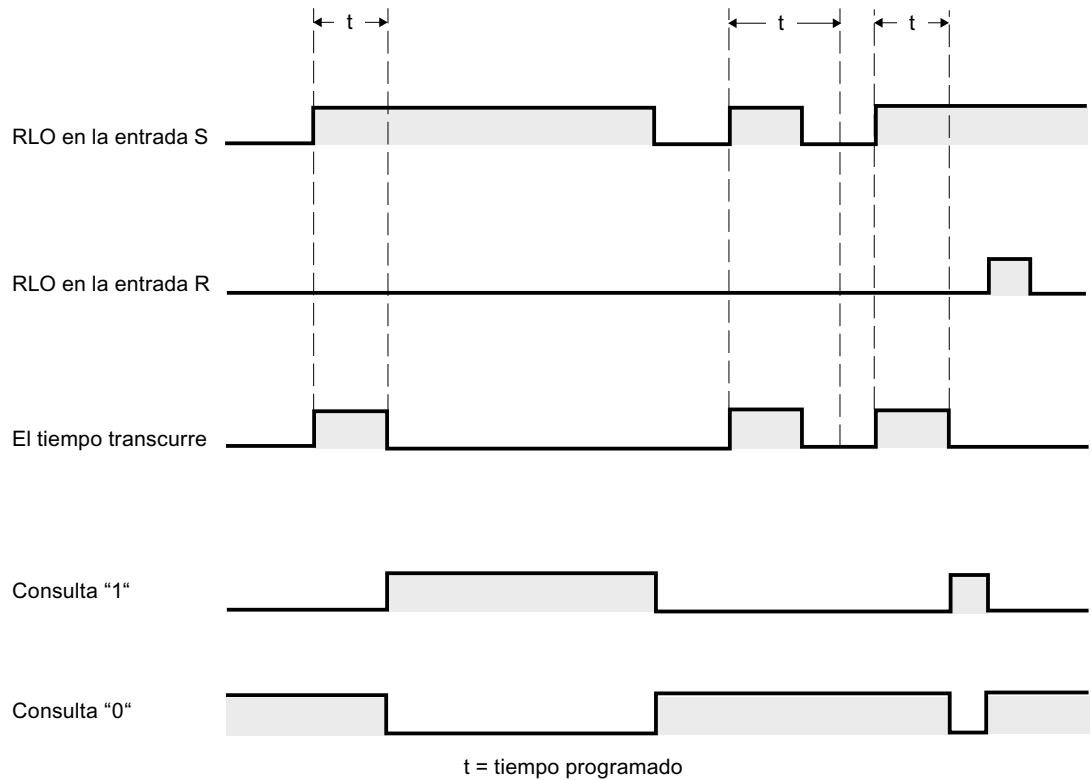 t t t
RLO en la entrada S
RLO en la entrada R
El tiempo transcurre
Consulta “1“
Consulta “0“
t = tiempo programado